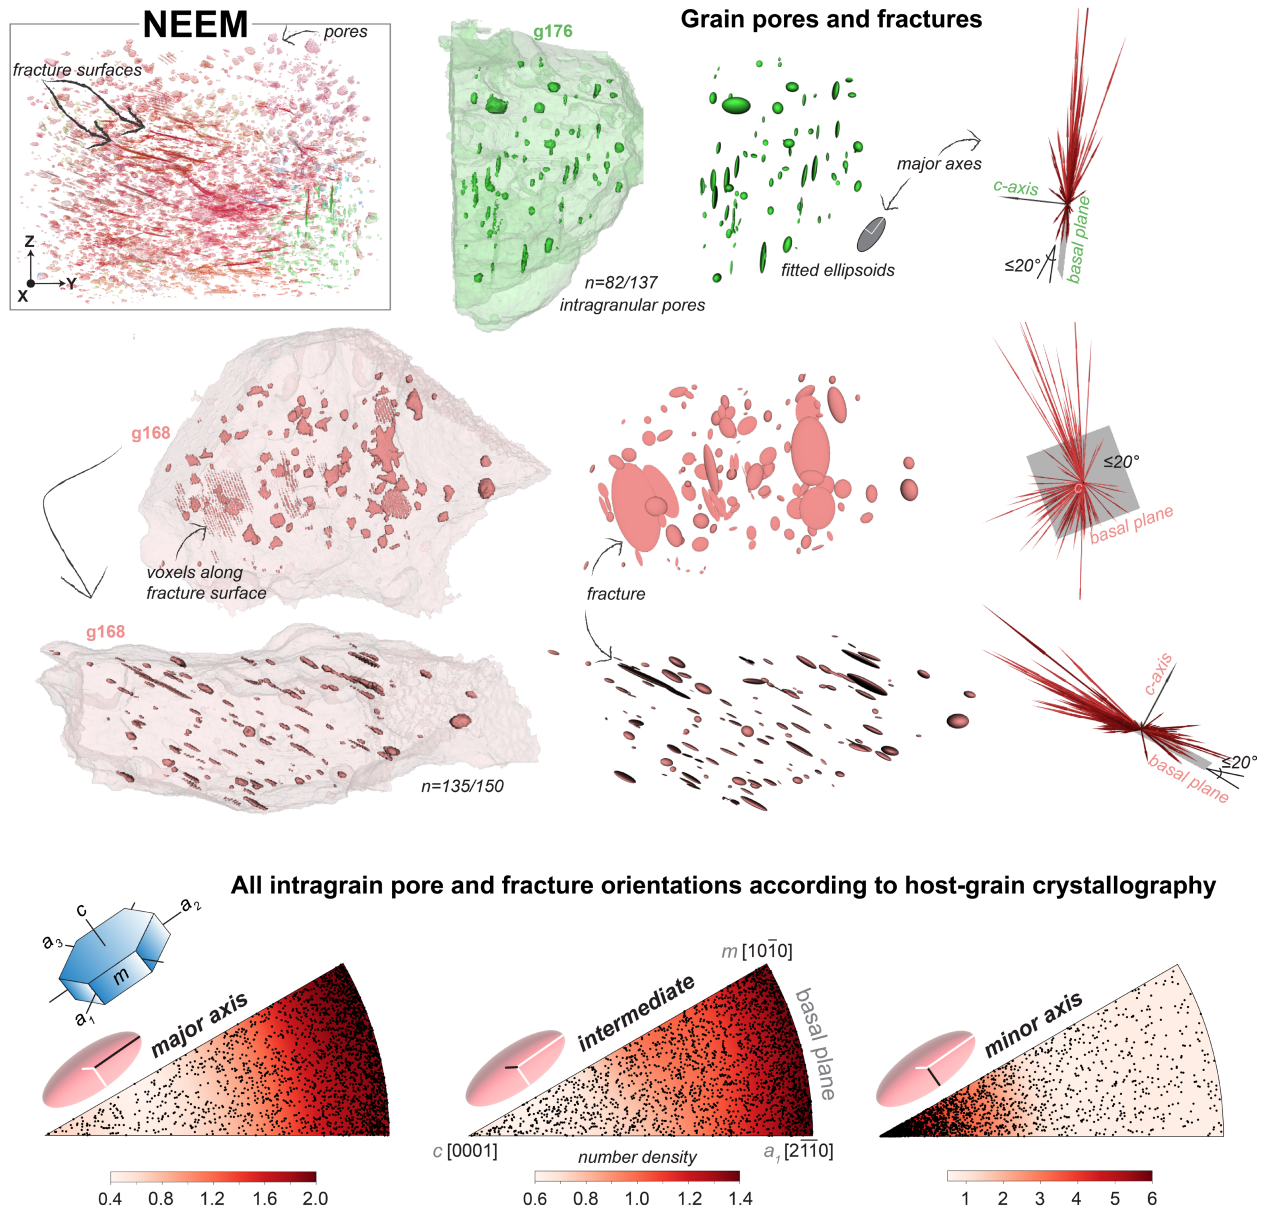 NEEM
pores
fracture surfaces
Z
Y
X
g176
n=82/137
intragranular pores
Grain pores and fractures
major axes
fitted ellipsoids
c-axis
basal plane
≤20°
g168
voxels along
fracture surface
fracture
≤20°
basal plane
g168
n=135/150
c-axis
≤20°
basal plane
All intragrain pore and fracture orientations according to host-grain crystallography
c
a₂
a₃
m
a₁
major axis
0.4 0.8 1.2 1.6 2.0
intermediate
m [101̅0]
basal plane
c [0001]
a₁ [21̅1̅0]
number density
0.6 0.8 1.0 1.2 1.4
minor axis
1 2 3 4 5 6